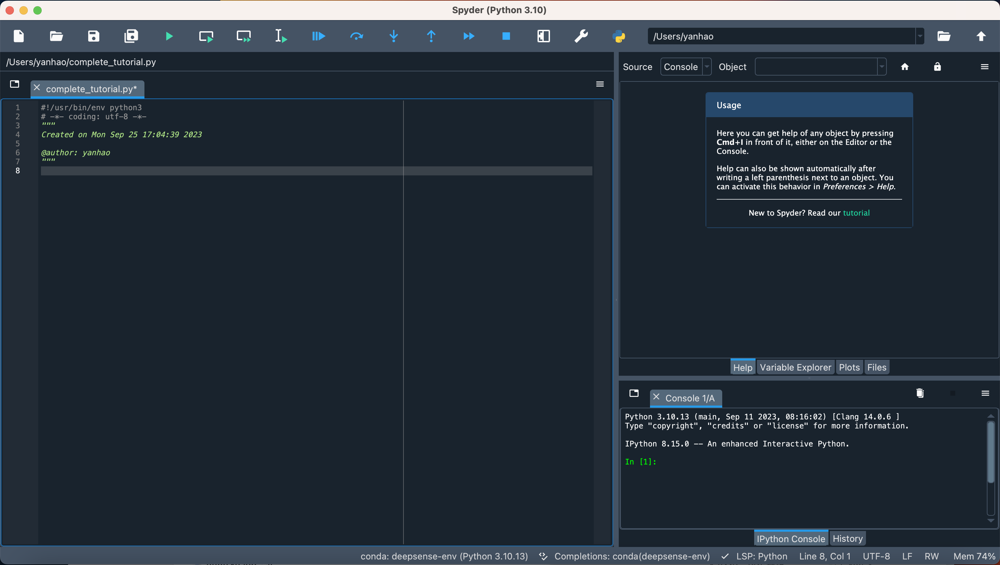 Spyder (Python 3.10)
/Users/yanhao
/Users/yanhao/complete_tutorial.py
complete_tutorial.py*
1 #!/usr/bin/env python3
2 # -*- coding: utf-8 -*-
3 """
4 Created on Mon Sep 25 17:04:39 2023
5
6 @author: yanhao
7 """
8
Source Console Object
Usage
Here you can get help of any object by pressing
Cmd+I in front of it, either on the Editor or the
Console.
Help can also be shown automatically after
writing a left parenthesis next to an object. You
can activate this behavior in Preferences > Help.
New to Spyder? Read our tutorial
Help Variable Explorer Plots Files
Console 1/A
Python 3.10.13 (main, Sep 11 2023, 08:16:02) [Clang 14.0.6 ]
Type "copyright", "credits" or "license" for more information.
IPython 8.15.0 -- An enhanced Interactive Python.
In [1]:
IPython Console History
conda: deepsense-env (Python 3.10.13) Completions: conda(deepsense-env) LSP: Python Line 8, Col 1 UTF-8 LF RW Mem 74%